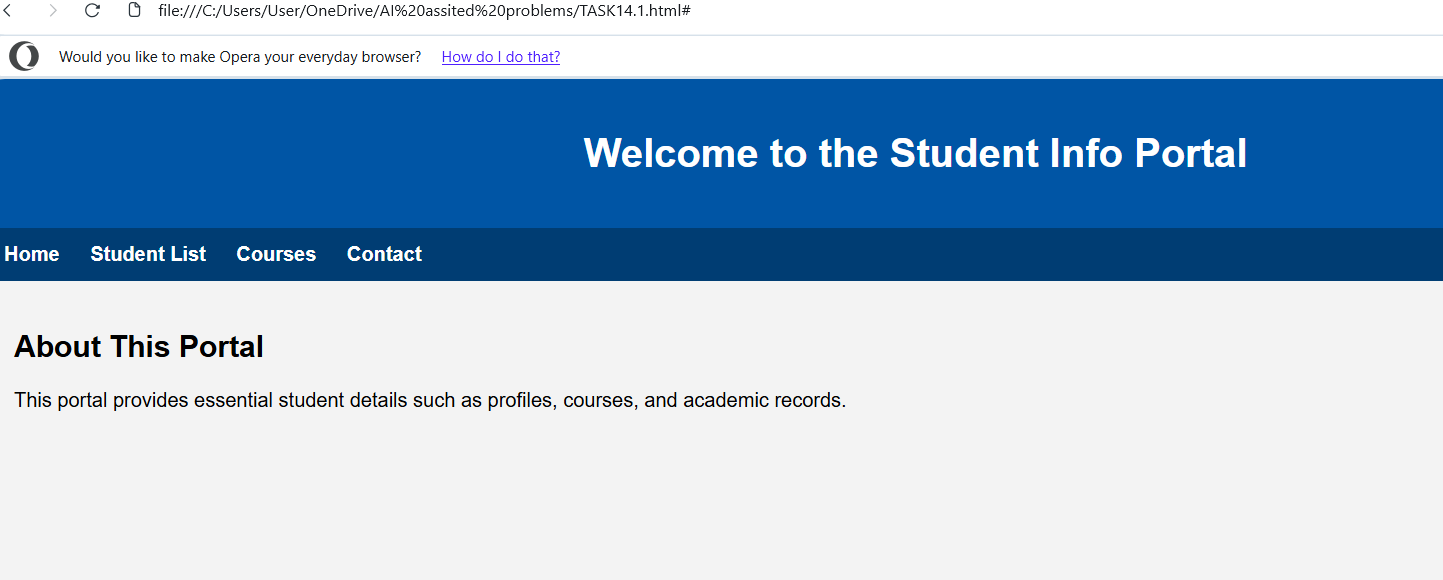 file:///C:/Users/User/OneDrive/AI%20assited%20problems/TASK14.1.html#
Would you like to make Opera your everyday browser? How do I do that?
Welcome to the Student Info Portal
Home Student List Courses Contact
About This Portal
This portal provides essential student details such as profiles, courses, and academic records.